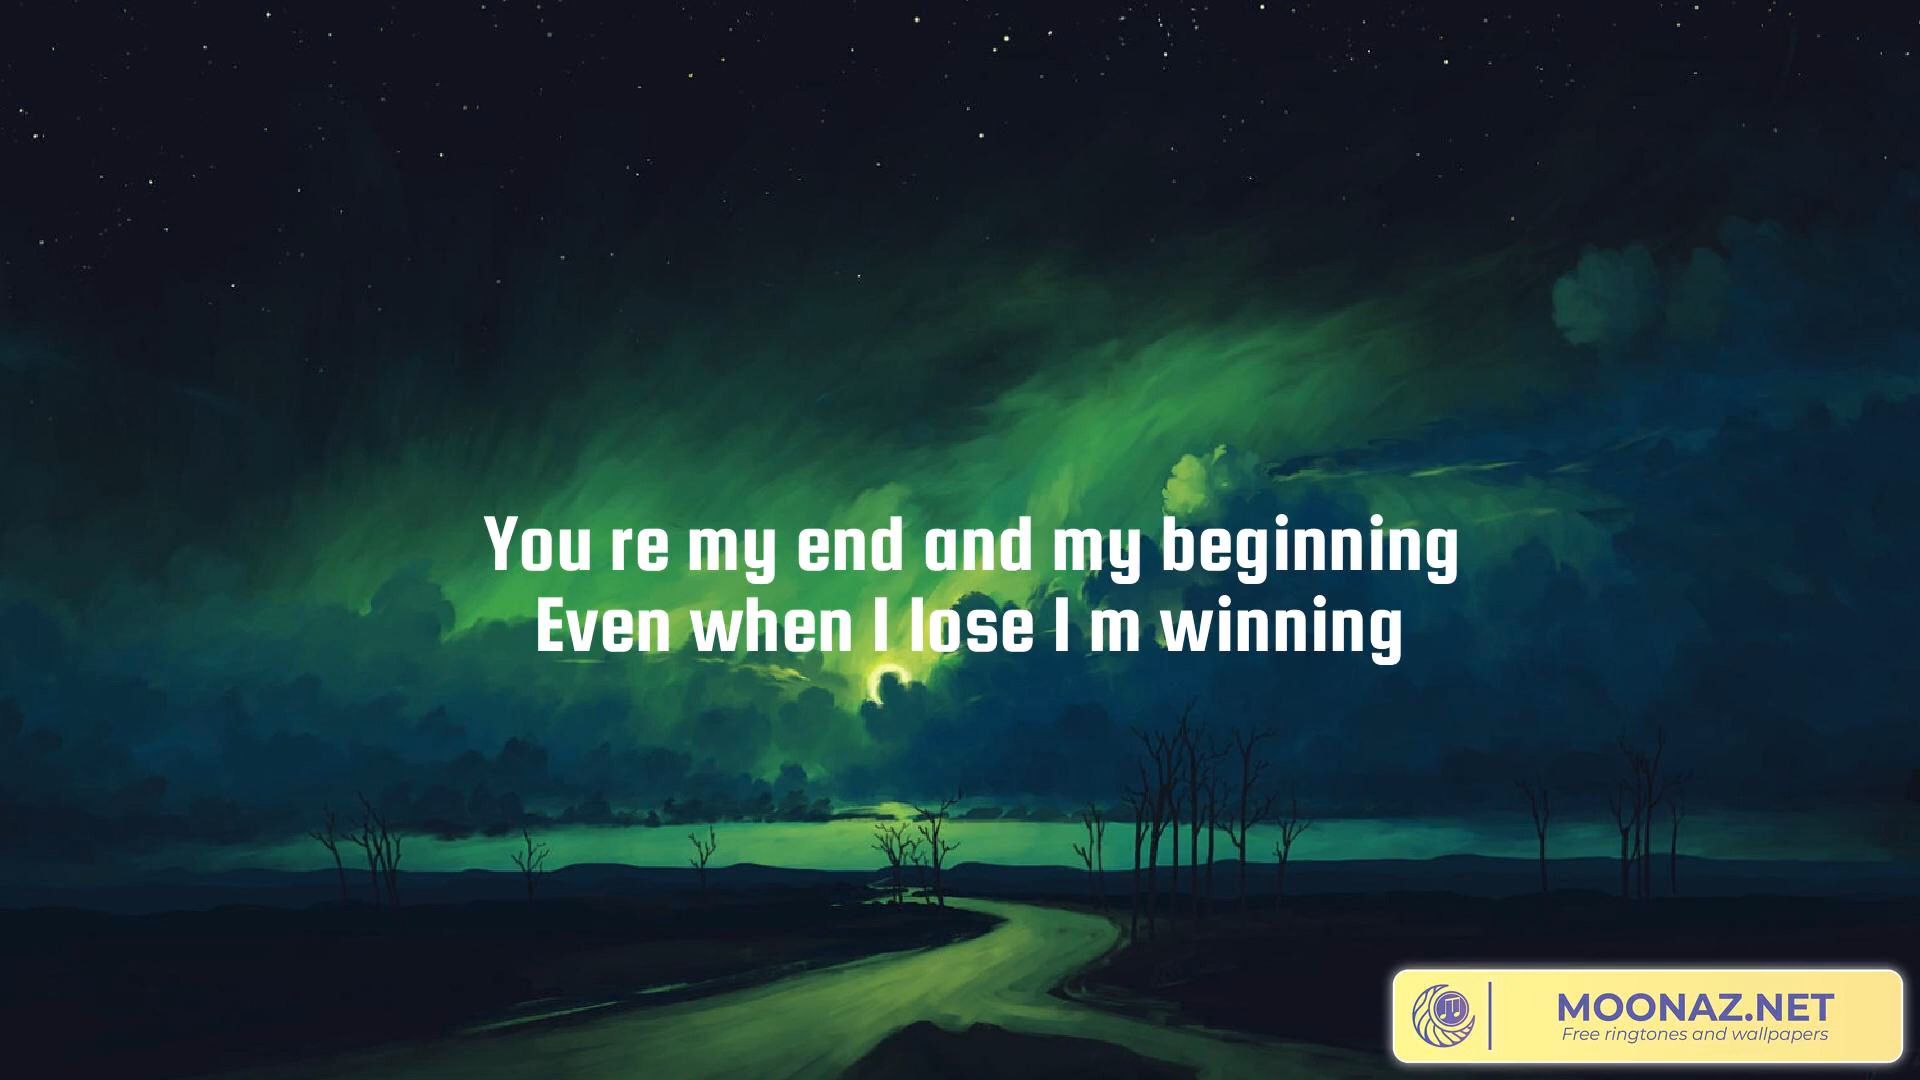 You re my end and my beginning
Even when I lose I m winning
MOONAZ.NET
Free ringtones and wallpapers